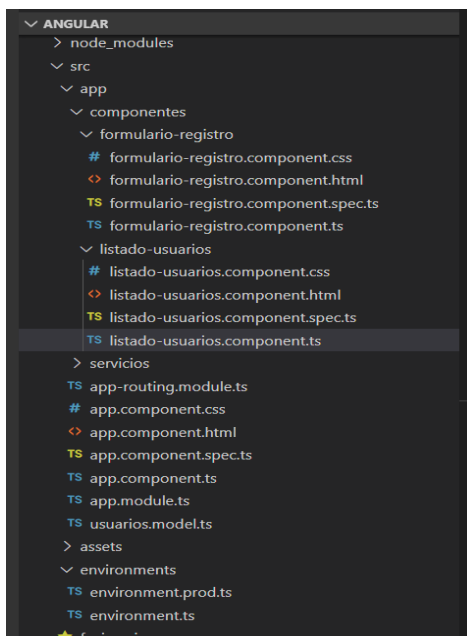 ANGULAR
node_modules
src
app
componentes
formulario-registro
# formulario-registro.component.css
<> formulario-registro.component.html
TS formulario-registro.component.spec.ts
TS formulario-registro.component.ts
listado-usuarios
# listado-usuarios.component.css
<> listado-usuarios.component.html
TS listado-usuarios.component.spec.ts
TS listado-usuarios.component.ts
servicios
TS app-routing.module.ts
# app.component.css
<> app.component.html
TS app.component.spec.ts
TS app.component.ts
TS app.module.ts
TS usuarios.model.ts
assets
environments
TS environment.prod.ts
TS environment.ts